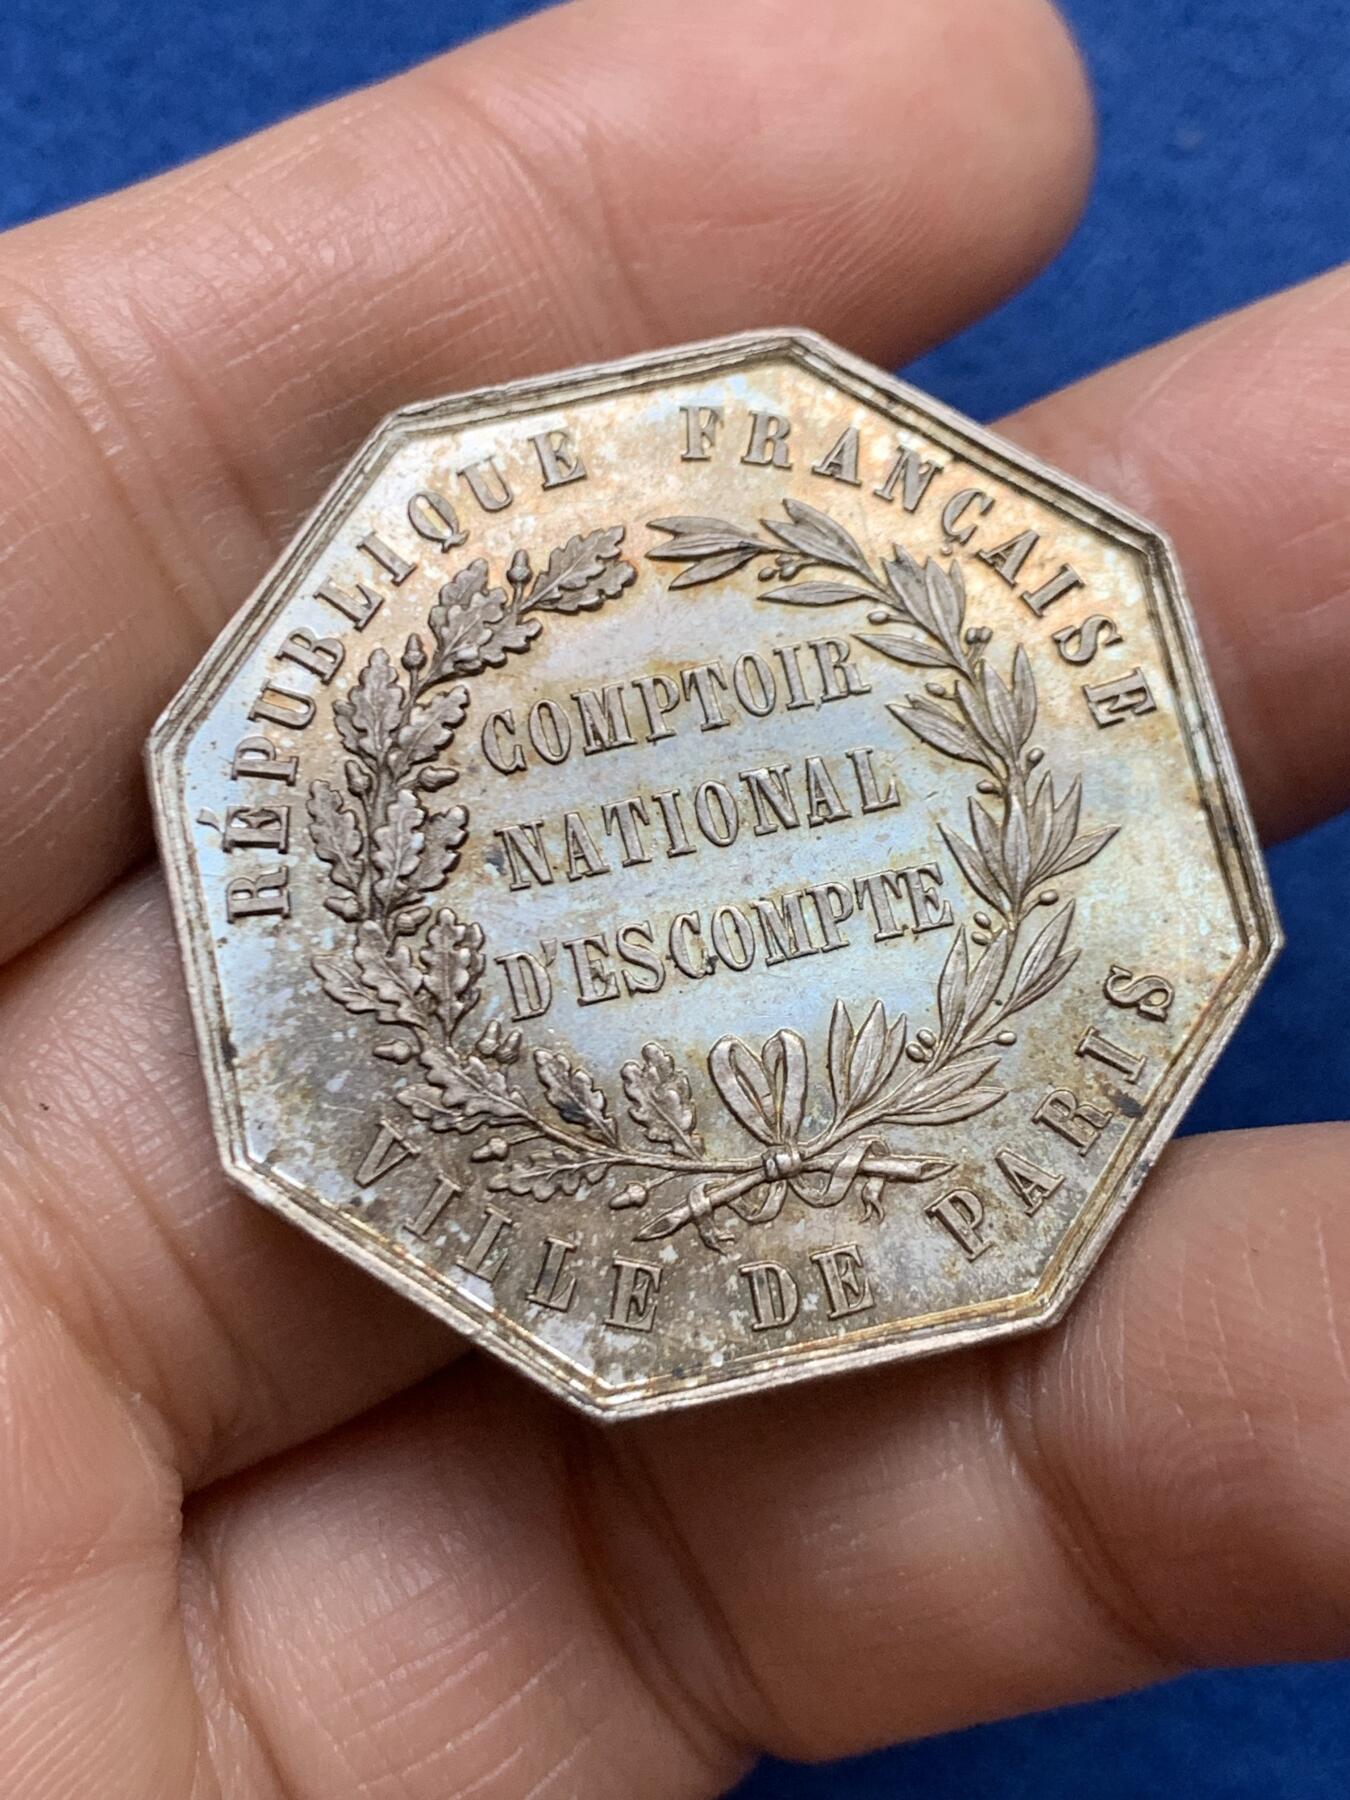 RÉPUBLIQUE FRANÇAISE
COMPTOIR
NATIONAL
D'ESCOMPTE
VILLE DE PARIS